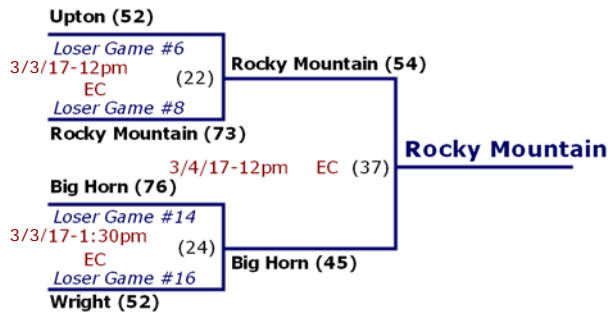 Upton (52)
Loser Game #6
3/3/17-12pm
EC
(22)
Loser Game #8
Rocky Mountain (73)
Rocky Mountain (54)
3/4/17-12pm EC (37)
Rocky Mountain
Big Horn (76)
Loser Game #14
3/3/17-1:30pm
EC
(24)
Loser Game #16
Wright (52)
Big Horn (45)